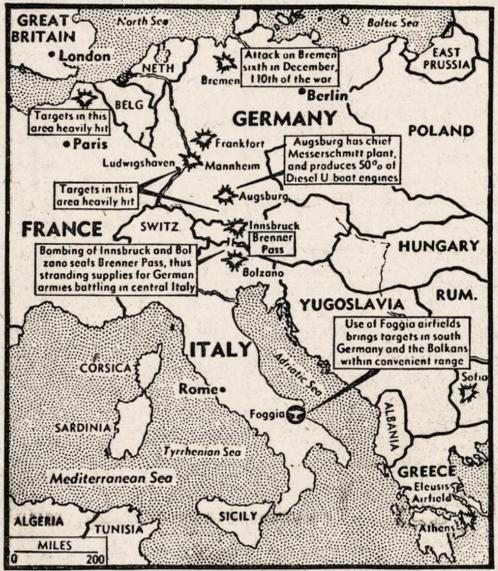 GREAT
BRITAIN
London
North Sea
Baltic Sea
NETH
BELG
Bremen
Attack on Bremen
sixth in December,
110th of the war
Berlin
EAST
PRUSSIA
Targets in this
area heavily hit
Paris
GERMANY
POLAND
Frankfort
Ludwigshaven
Mannheim
Augsburg has chief
Messerschmitt plant,
and produces 50% of
Diesel U boat engines
Targets in this
area heavily hit
Augsburg
FRANCE
SWITZ.
Innsbruck
Brenner
Pass
HUNGARY
Bombing of Innsbruck and Bol
zano seals Brenner Pass, thus
stranding supplies for German
armies battling in central Italy
Bolzano
YUGOSLAVIA
RUM.
Use of Foggia airfields
brings targets in south
Germany and the Balkans
within convenient range
ITALY
Adriatic Sea
CORSICA
Rome
Sofia
Foggia
SARDINIA
ALBANIA
Tyrrhenian Sea
Mediterranean Sea
GREECE
Eleusis
Airfield
Athens
SICILY
ALGERIA
TUNISIA
MILES
0 200